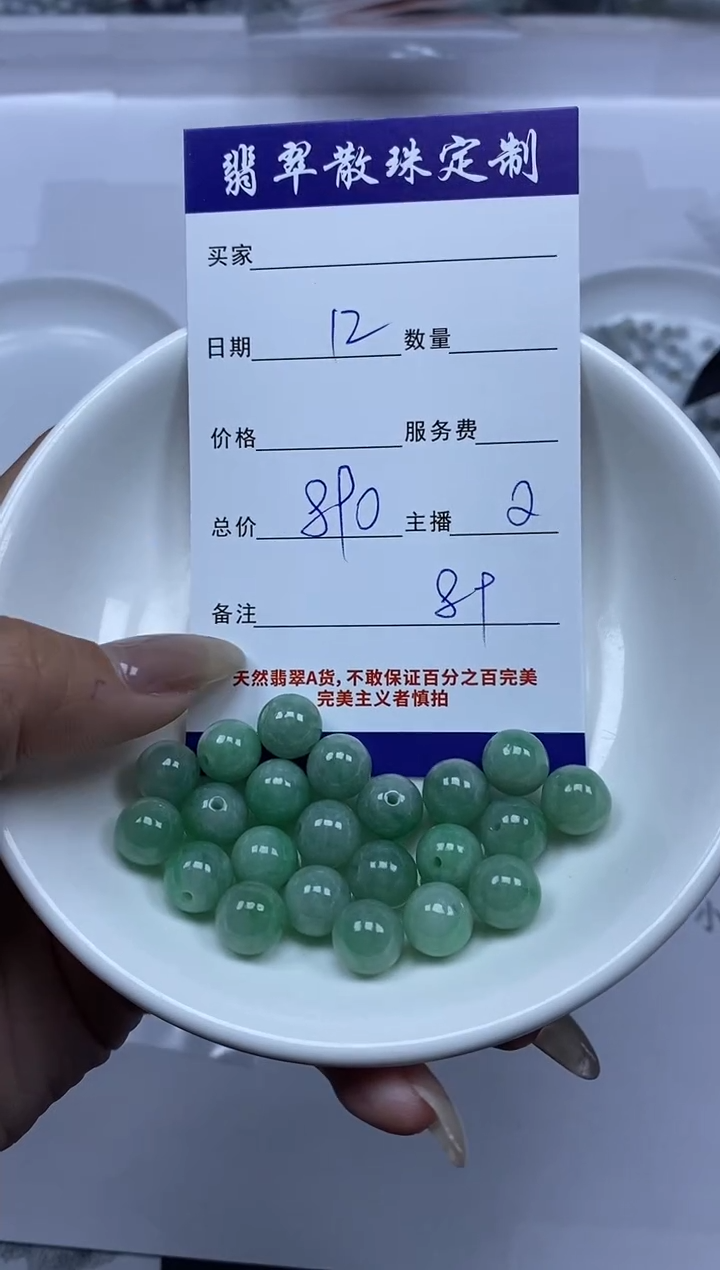 翡翠散珠定制
买家
日期 12 数量
价格 服务费
总价 890 主播 2
备注 89
天然翡翠A货,不敢保证百分之百完美
完美主义者慎拍